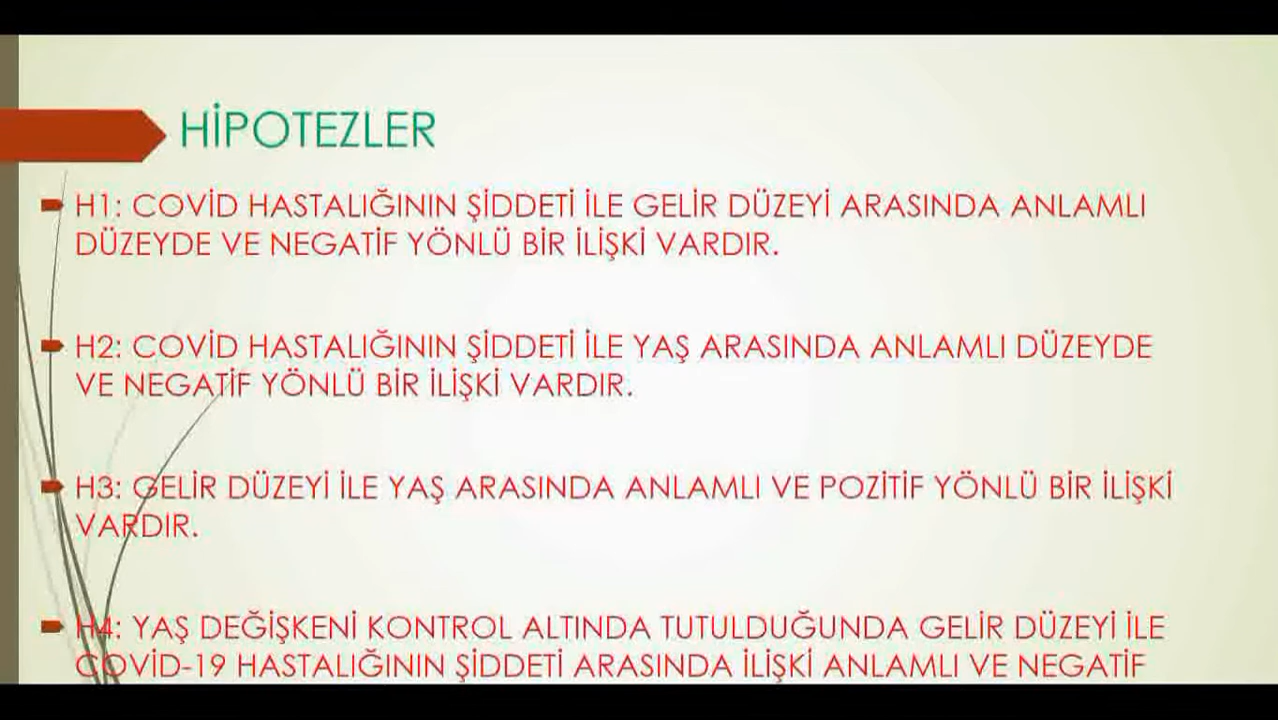 HİPOTEZLER
H1: COVİD HASTALIĞININ ŞİDDETİ İLE GELİR DÜZEYİ ARASINDA ANLAMLI
DÜZEYDE VE NEGATİF YÖNLÜ BİR İLİŞKİ VARDIR.
H2: COVİD HASTALIĞININ ŞİDDETİ İLE YAŞ ARASINDA ANLAMLI DÜZEYDE
VE NEGATİF YÖNLÜ BİR İLİŞKİ VARDIR.
H3: GELİR DÜZEYİ İLE YAŞ ARASINDA ANLAMLI VE POZİTİF YÖNLÜ BİR İLİŞKİ
VARDIR.
H4: YAŞ DEĞİŞKENİ KONTROL ALTINDA TUTULDUĞUNDA GELİR DÜZEYİ İLE
COVİD-19 HASTALIĞININ ŞİDDETİ ARASINDA İLİŞKİ ANLAMLI VE NEGATİF